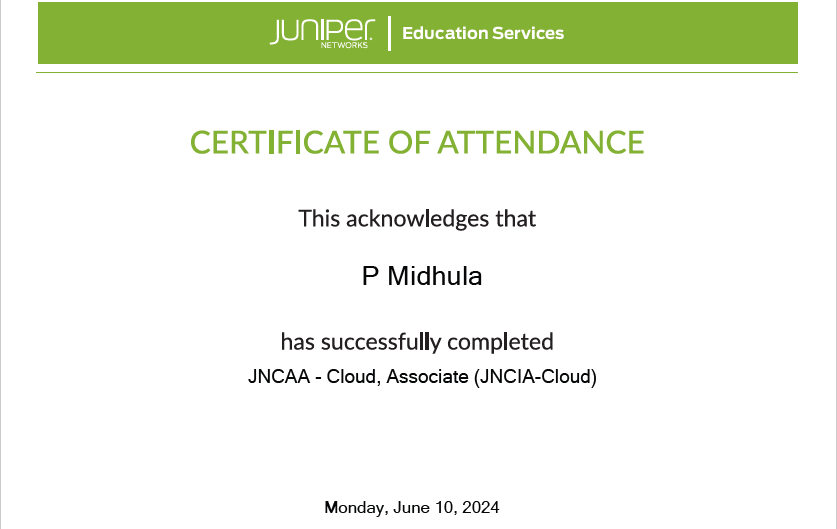 JUNIPER NETWORKS | Education Services
CERTIFICATE OF ATTENDANCE
This acknowledges that
P Midhula
has successfully completed
JNCAA - Cloud, Associate (JNCIA-Cloud)
Monday, June 10, 2024